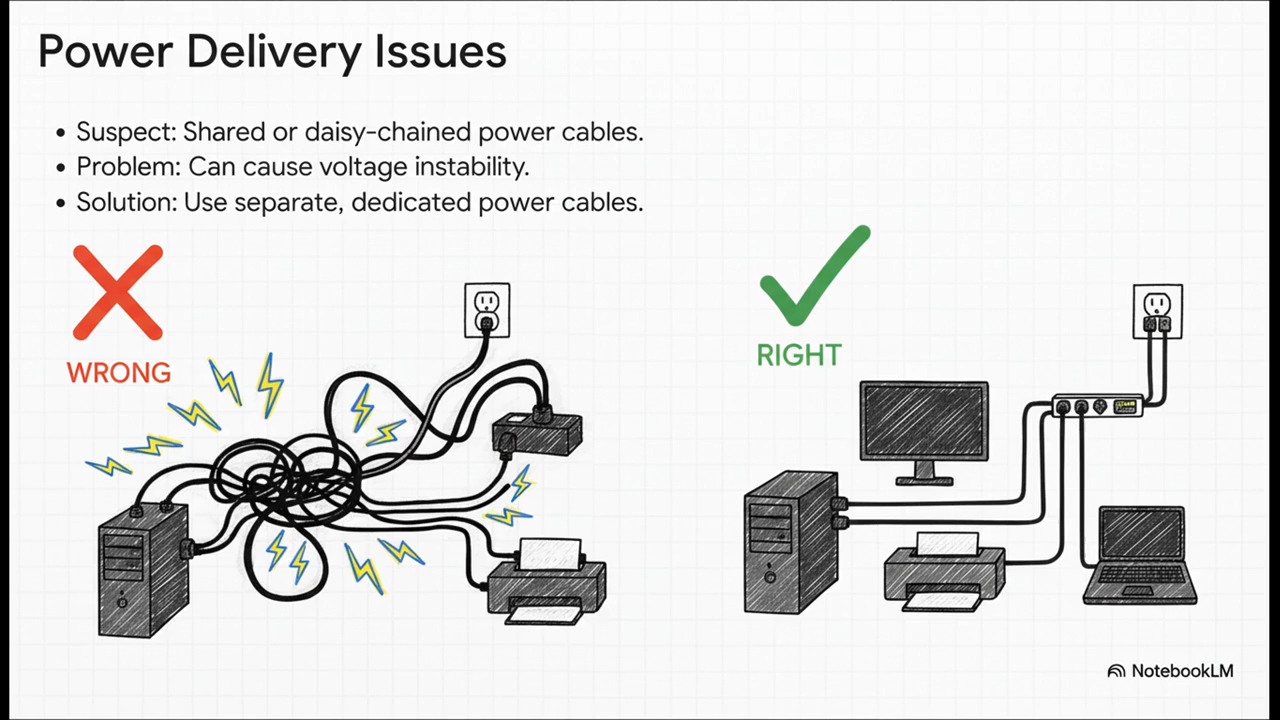 Power Delivery Issues
• Suspect: Shared or daisy-chained power cables.
• Problem: Can cause voltage instability.
• Solution: Use separate, dedicated power cables.
WRONG
RIGHT
NotebookLM